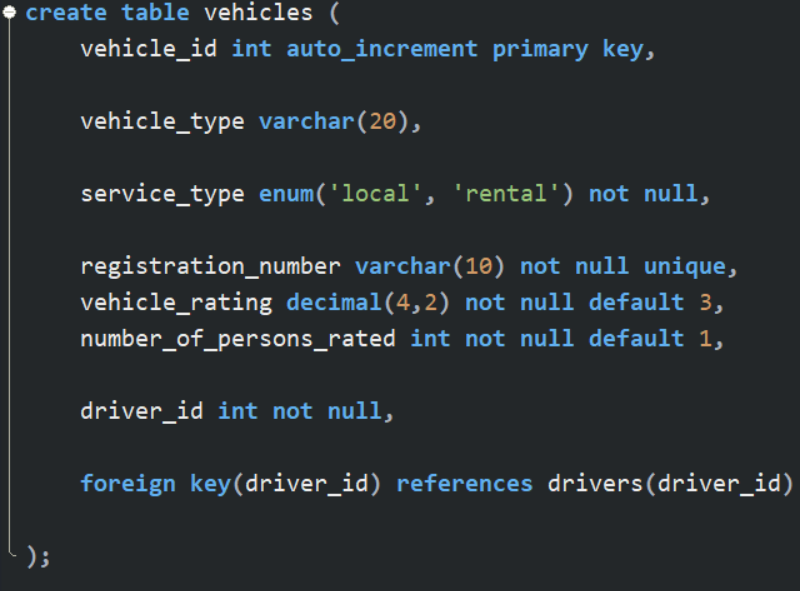 create table vehicles (
vehicle_id int auto_increment primary key,
vehicle_type varchar(20),
service_type enum('local', 'rental') not null,
registration_number varchar(10) not null unique,
vehicle_rating decimal(4,2) not null default 3,
number_of_persons_rated int not null default 1,
driver_id int not null,
foreign key(driver_id) references drivers(driver_id)
);